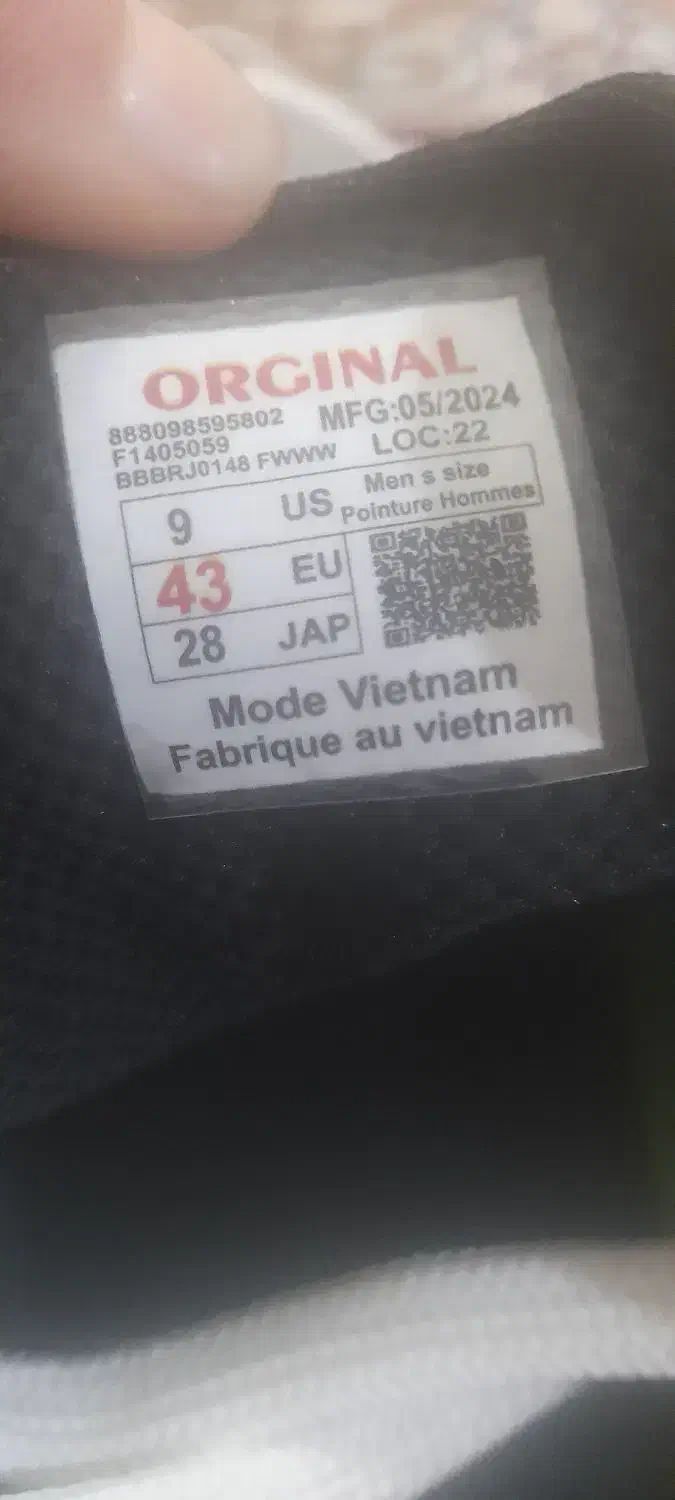 ORGINAL
888098595802 MFG:05/2024
F1405059
BBBRJ0148 FWWW LOC:22
9 US Men s size
Pointure Hommes
43 EU
28 JAP
Mode Vietnam
Fabrique au vietnam